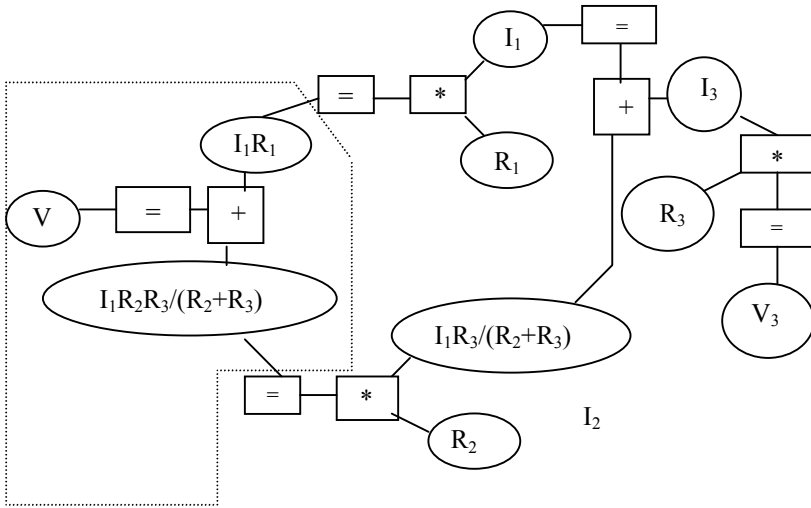 I₁ =
= * + I₃
I₁R₁ R₁ *
V = + R₃ =
I₁R₂R₃/(R₂+R₃) I₁R₃/(R₂+R₃) V₃
= * I₂
R₂